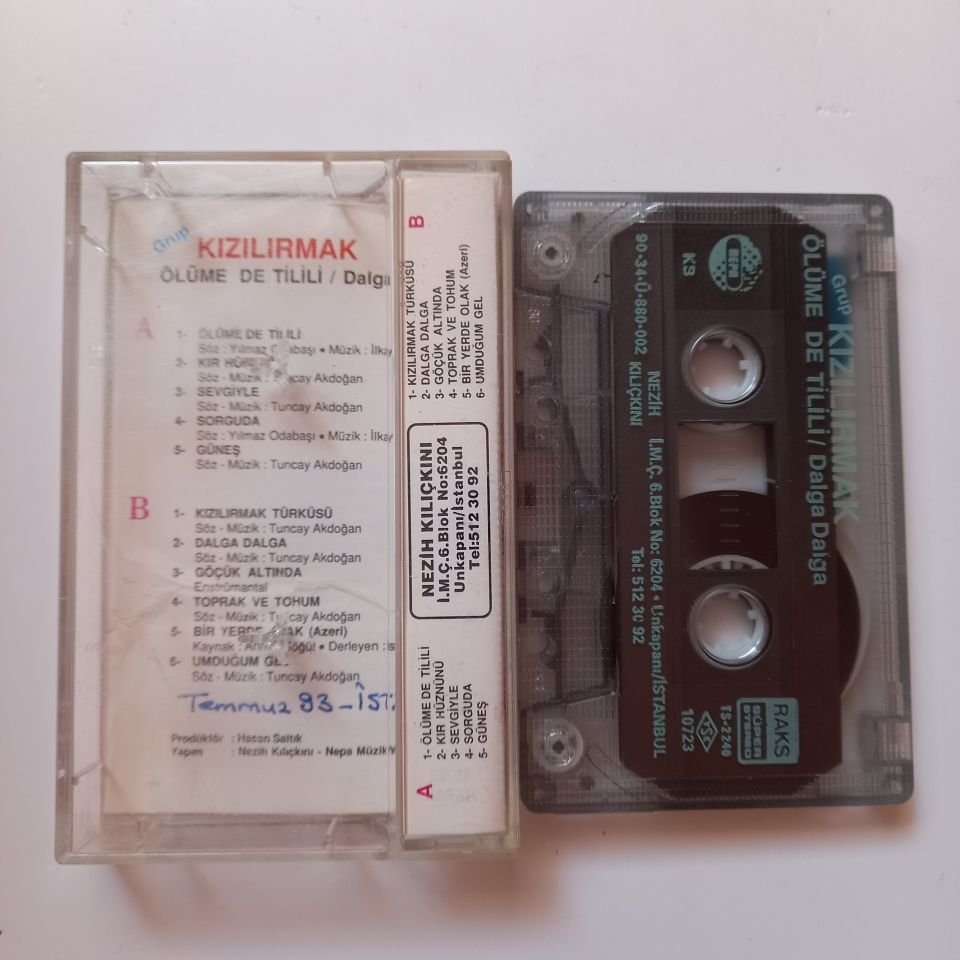 Grup
KIZILIRMAK
ÖLÜME DE TİLİLİ / Dalga
A
1- ÖLÜME DE TİLİLİ
Söz : Yılmaz Odabaşı • Müzik : İlkay
2- KIR
Akdoğan
3- SEVGİYLE
Söz - Müzik : Tuncay Akdoğan
4- SORGUDA
Söz : Yılmaz Odabaşı • Müzik : İlkay
5- GÜNEŞ
Söz - Müzik : Tuncay Akdoğan
B
1- KIZILIRMAK TÜRKÜSÜ
Söz - Müzik : Tuncay Akdoğan
2- DALGA DALGA
Söz - Müzik : Tuncay Akdoğan
3- GÖÇÜK ALTINDA
Enstrümantal
4- TOPRAK VE TOHUM
Söz - Müzik : Tuncay Akdoğan
5- BİR YERDE (Azeri)
Kaynak : • Derleyen :
6- UMDUĞUM
Söz - Müzik : Tuncay Akdoğan
Temmuz 93 - İST
Prodüktör : Hasan Saltık
Yapım : Nezih Kılıçkını - Nepa Müzik
B
1- KIZILIRMAK TÜRKÜSÜ
2- DALGA DALGA
3- GÖÇÜK ALTINDA
4- TOPRAK VE TOHUM
5- BİR YERDE OLAK (Azeri)
6- UMDUĞUM GEL
NEZİH KILIÇKINI
İ.M.Ç.6.Blok No:6204
Unkapanı/İstanbul
Tel:512 30 92
A
1- ÖLÜME DE TİLİLİ
2- KIR HÜZNÜNÜ
3- SEVGİYLE
4- SORGUDA
5- GÜNEŞ
Grup KIZILIRMAK
ÖLÜME DE TİLİLİ / Dalga Dalga
NEPA
KS
90-34-Ü-880-002
NEZİH KILIÇKINI
İ.M.Ç. 6.Blok No: 6204 • Unkapanı/İSTANBUL
Tel: 512 30 92
RAKS
SÜPER
STEREO
TS-2240
TSE
10723